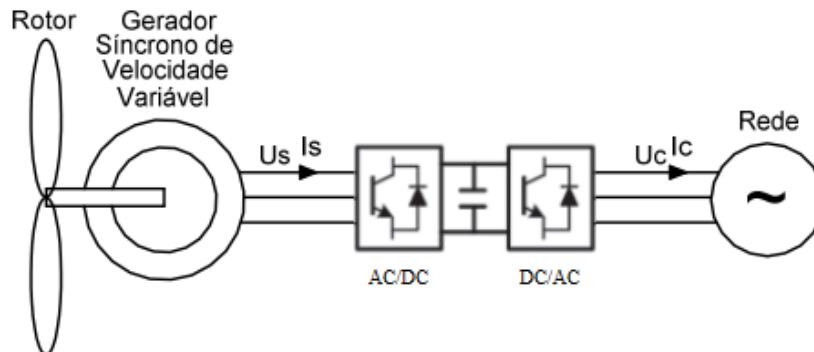 Rotor
Gerador
Síncrono de
Velocidade
Variável
Us Is
AC/DC
DC/AC
Uc Ic
Rede
~